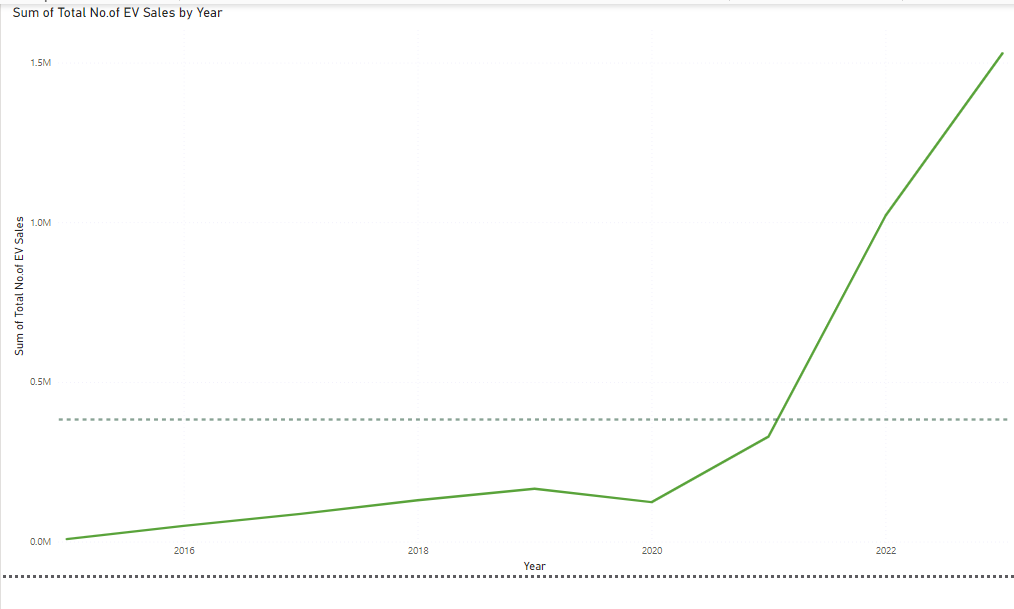 Sum of Total No.of EV Sales by Year
1.5M
1.0M
0.5M
0.0M
Sum of Total No.of EV Sales
2016 2018 2020 2022
Year